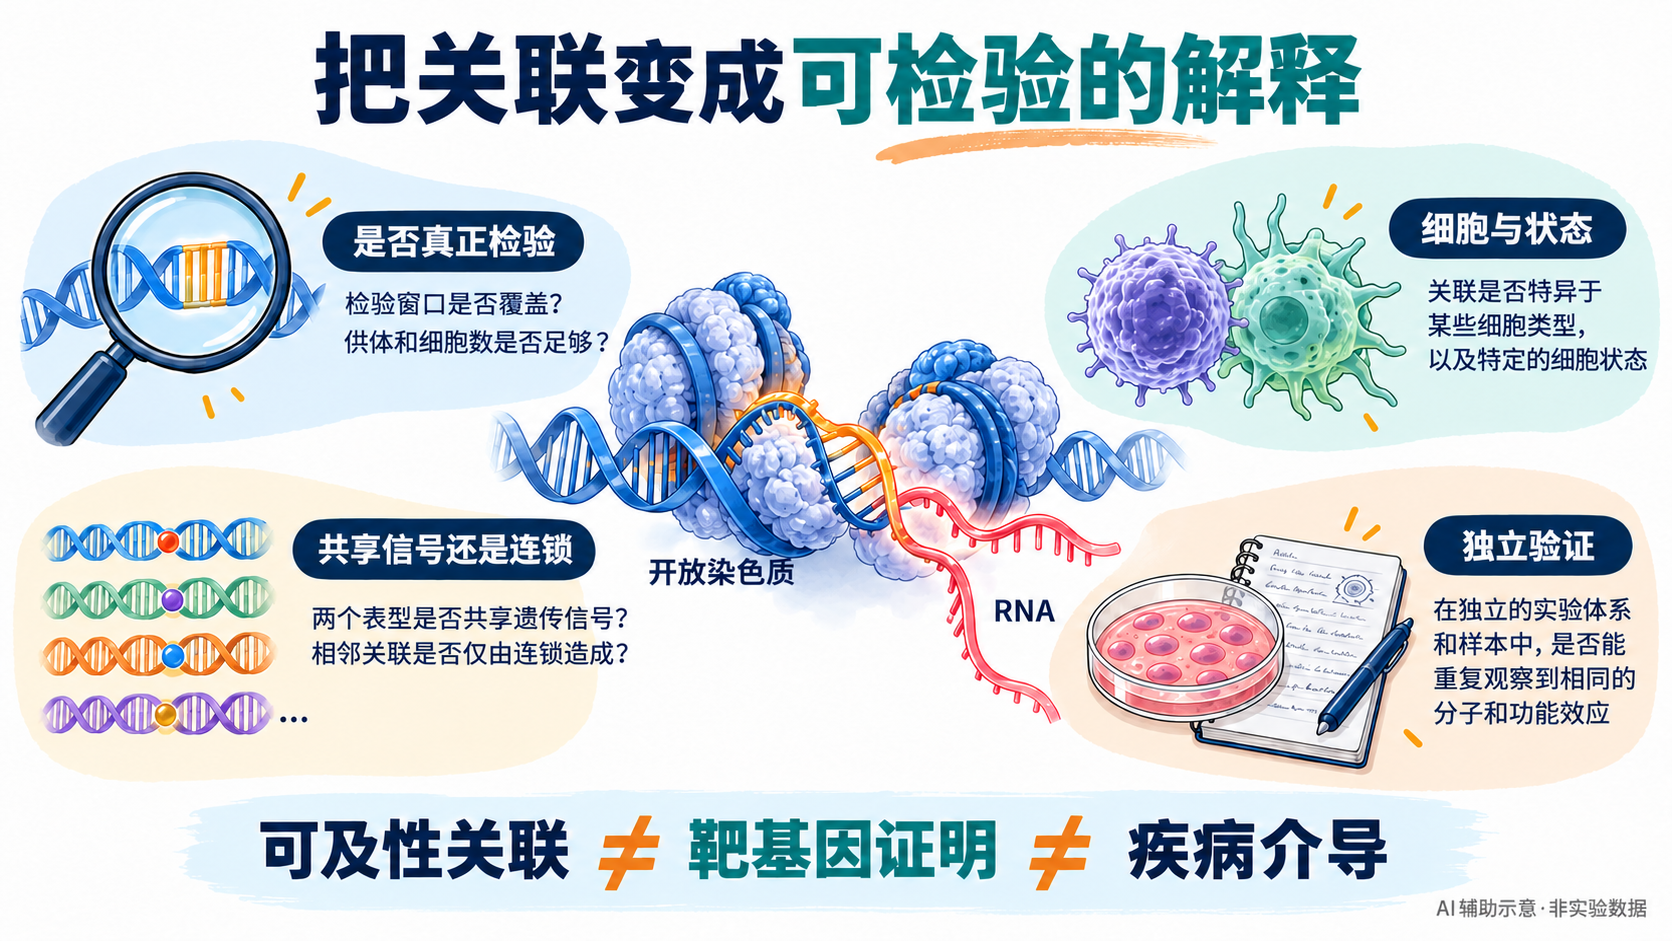 把关联变成可检验的解释
是否真正检验
检验窗口是否覆盖？
供体和细胞数是否足够？
细胞与状态
关联是否特异于
某些细胞类型，
以及特定的细胞状态
开放染色质
RNA
共享信号还是连锁
两个表型是否共享遗传信号？
相邻关联是否仅由连锁造成？
...
独立验证
在独立的实验体系
和样本中，是否能
重复观察到相同的
分子和功能效应
可及性关联 ≠ 靶基因证明 ≠ 疾病介导
AI 辅助示意 · 非实验数据